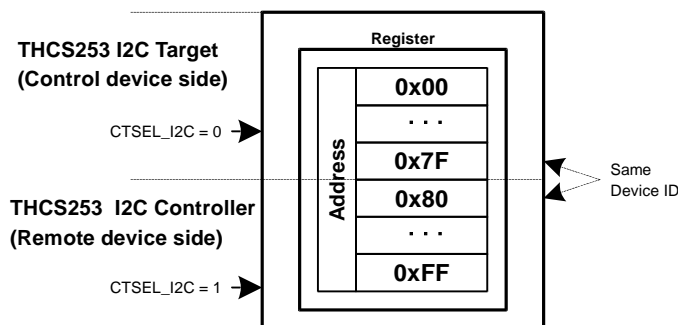 THCS253 I2C Target
(Control device side)
CTSEL_I2C = 0
THCS253 I2C Controller
(Remote device side)
CTSEL_I2C = 1
Register
Address
0x00
. . .
0x7F
0x80
. . .
0xFF
Same
Device ID